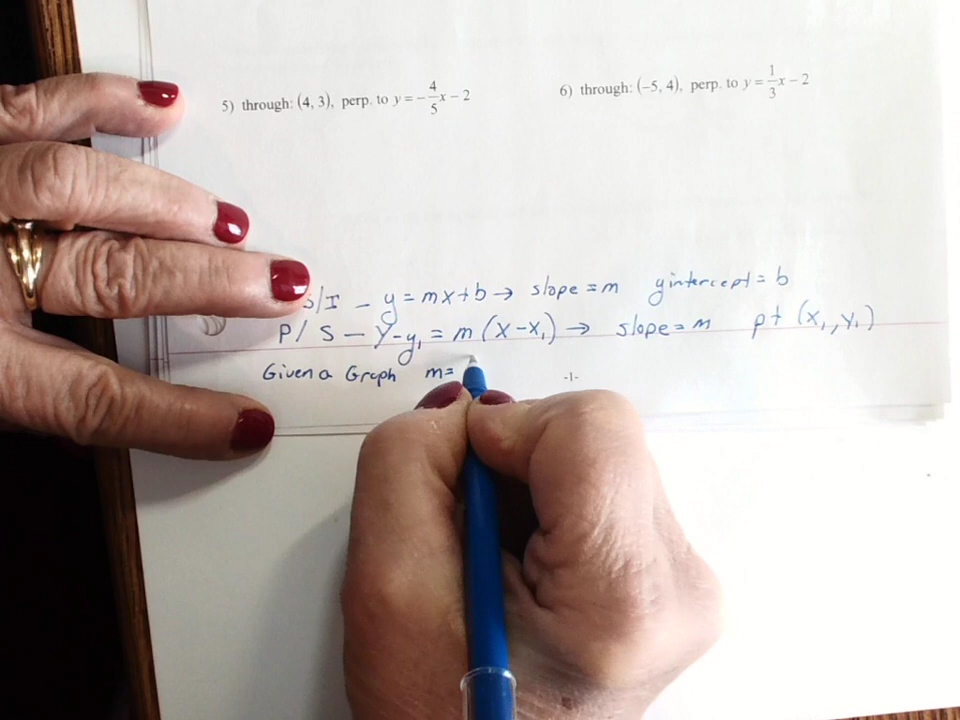 5) through: (4, 3), perp. to y = -4/5x - 2
6) through: (-5, 4), perp. to y = 1/3x - 2
S/I - y = mx+b → slope = m y intercept = b
P/S - Y-y₁ = m(x-x₁) → slope = m pt (x₁, y₁)
Given a Graph m=
-1-